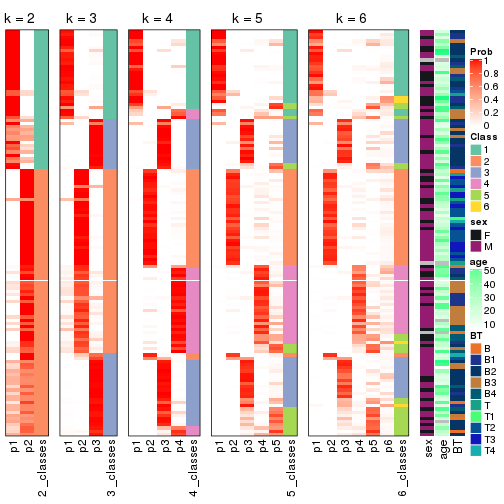 k = 2
k = 3
k = 4
k = 5
k = 6
p1
p2
2_classes
p1
p2
p3
3_classes
p1
p2
p3
p4
4_classes
p1
p2
p3
p4
p5
5_classes
p1
p2
p3
p4
p5
p6
6_classes
sex
age
BT
Prob
1
0.8
0.6
0.4
0.2
0
Class
1
2
3
4
5
6
sex
F
M
age
50
40
30
20
10
BT
B
B1
B2
B3
B4
T
T1
T2
T3
T4